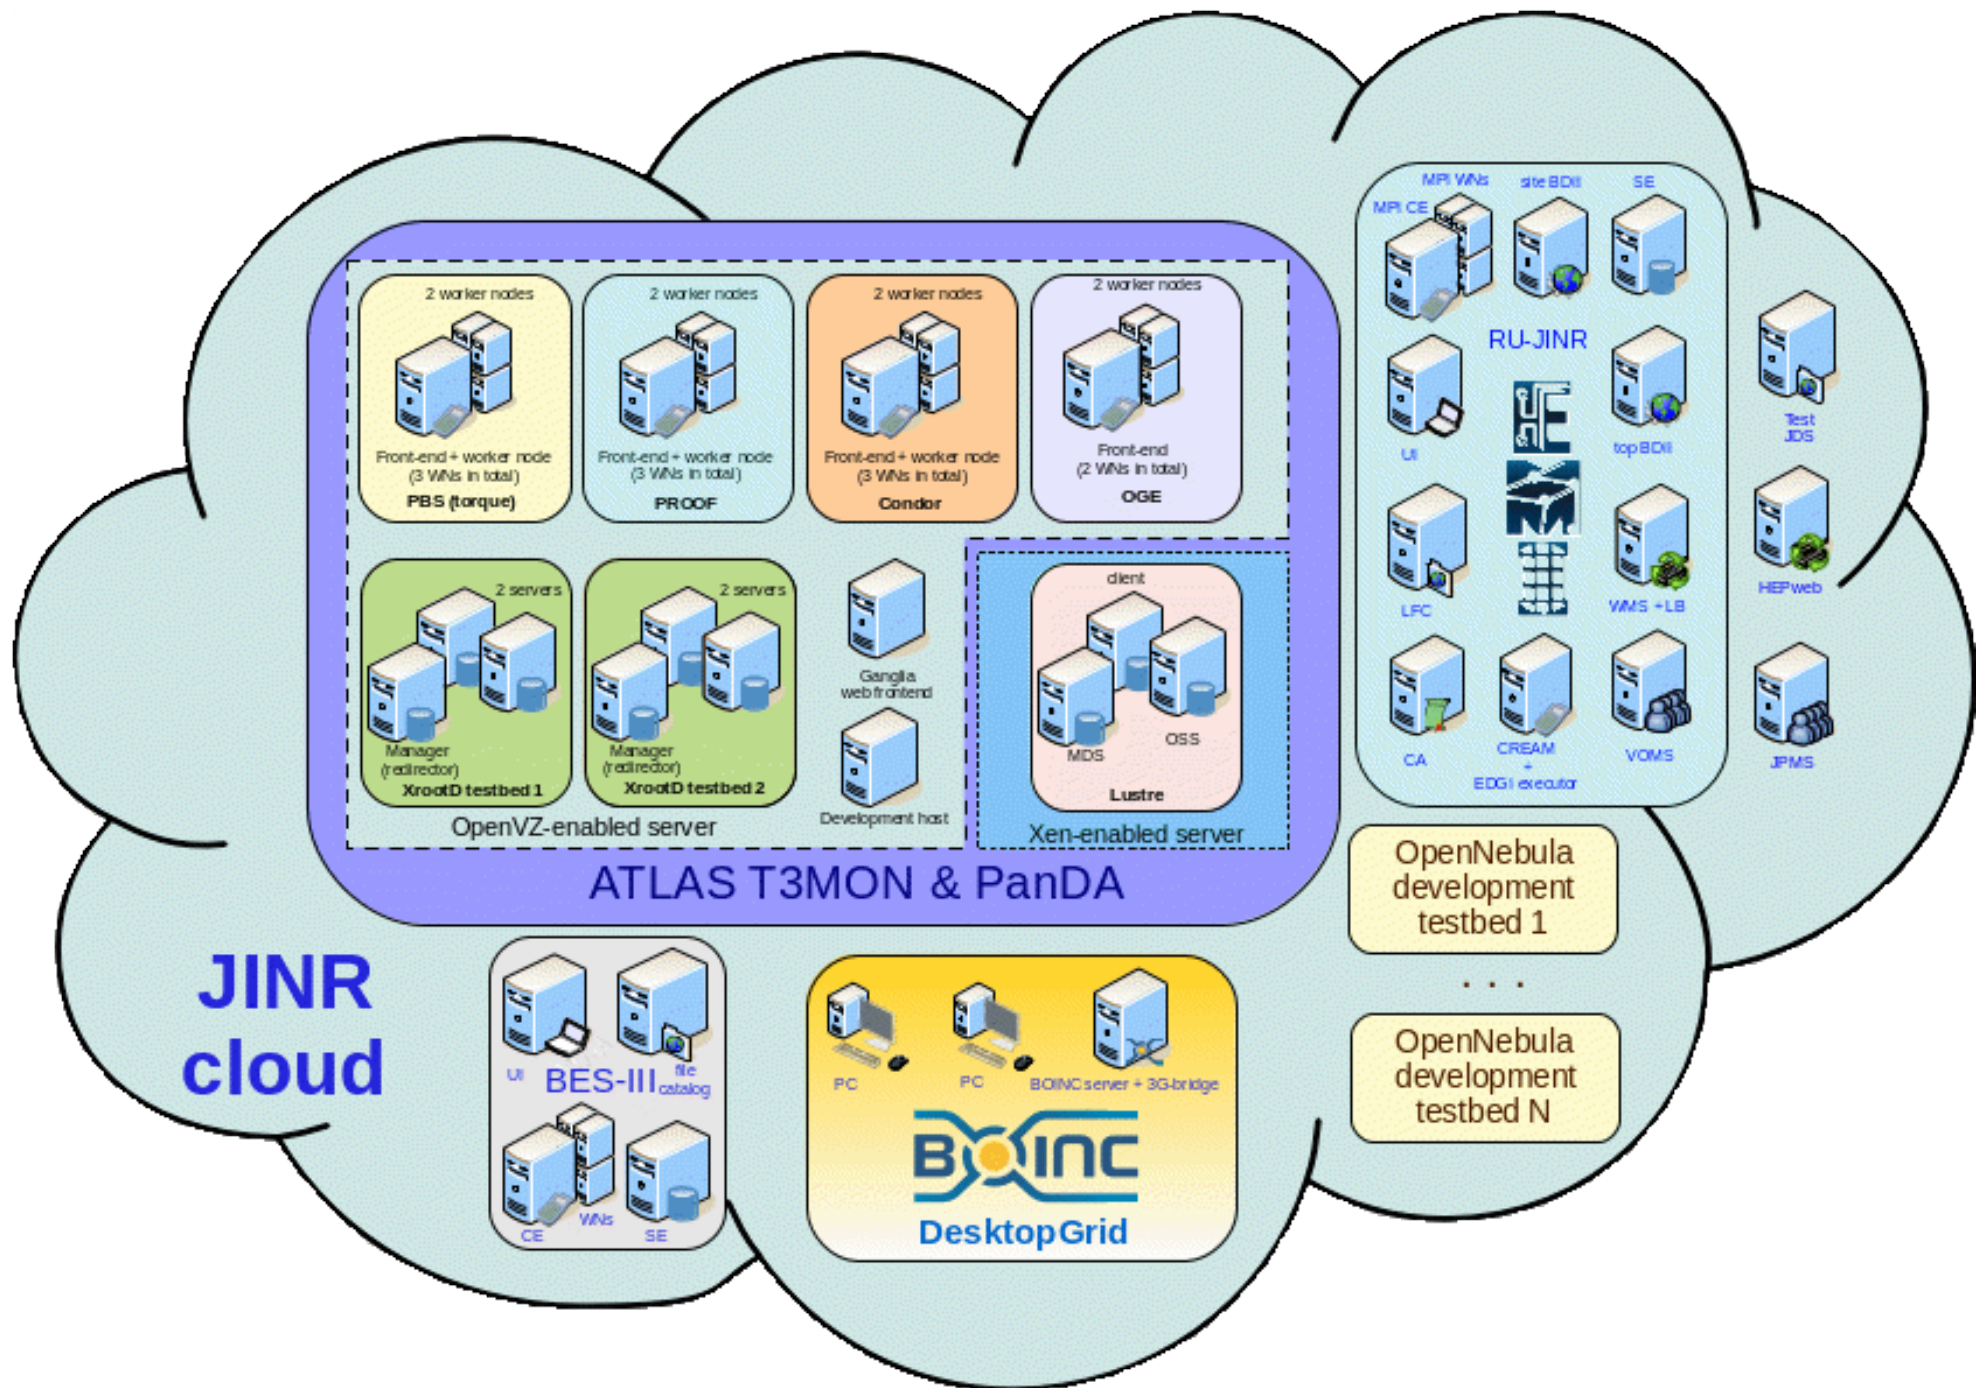 2 worker nodes
Front-end + worker node
(3 WNs in total)
PBS (torque)
2 worker nodes
Front-end + worker node
(3 WNs in total)
PROOF
2 worker nodes
Front-end + worker node
(3 WNs in total)
Condor
2 worker nodes
Front-end
(2 WNs in total)
OGE
2 servers
Manager
(redirector)
XrootD testbed 1
2 servers
Manager
(redirector)
XrootD testbed 2
Ganglia
web frontend
Development host
OpenVZ-enabled server
client
MDS
OSS
Lustre
Xen-enabled server
ATLAS T3MON & PanDA
MPI WNs
MPI CE
site BDII
SE
RU-JINR
UI
top BDII
LFC
WMS +LB
CA
CREAM
+
EDGI executor
VOMS
Test
JDS
HEPweb
JPMS
OpenNebula
development
testbed 1
. . .
OpenNebula
development
testbed N
JINR
cloud
UI
BES-III
file
catalog
CE
WNs
SE
PC
PC
BOINC server + 3G-bridge
BOINC
DesktopGrid